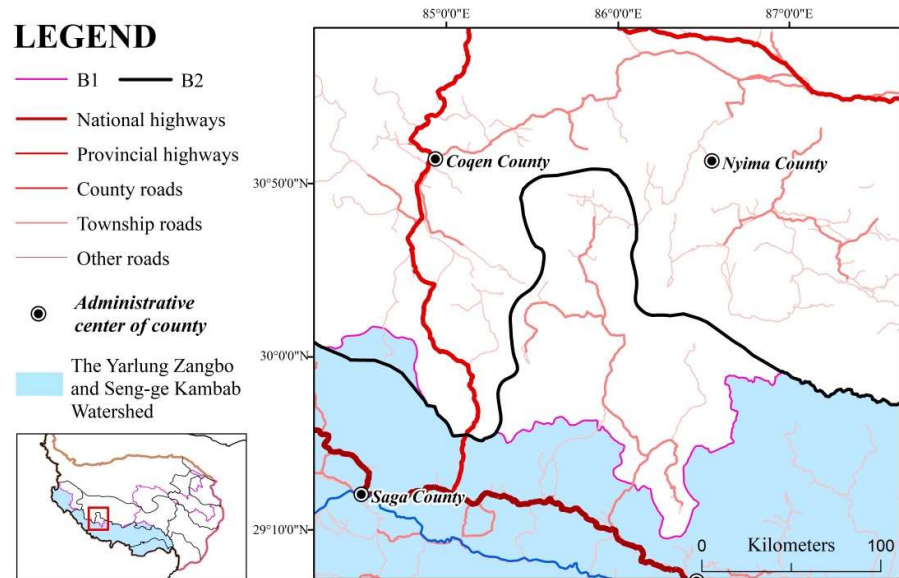 LEGEND
B1 B2
National highways
Provincial highways
County roads
Township roads
Other roads
Administrative
center of county
The Yarlung Zangbo
and Seng-ge Kambab
Watershed
85°0'0"E 86°0'0"E 87°0'0"E
30°50'0"N
30°0'0"N
29°10'0"N
Coqen County
Nyima County
Saga County
0 Kilometers 100